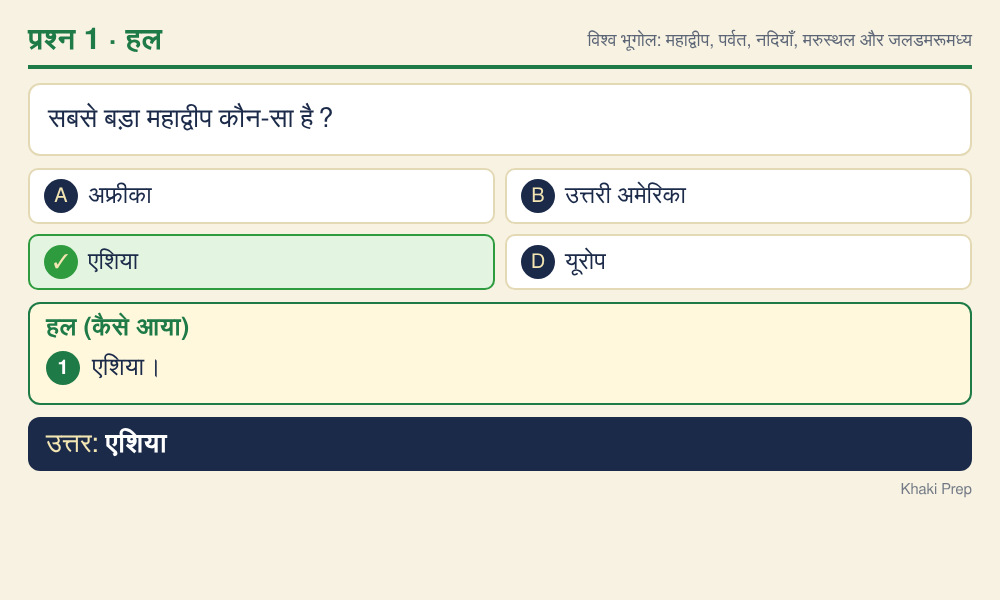 प्रश्न 1 · हल
विश्व भूगोल: महाद्वीप, पर्वत, नदियाँ, मरुस्थल और जलडमरूमध्य
सबसे बड़ा महाद्वीप कौन-सा है ?
A अफ्रीका
B उत्तरी अमेरिका
✓ एशिया
D यूरोप
हल (कैसे आया)
1 एशिया ।
उत्तर: एशिया
Khaki Prep